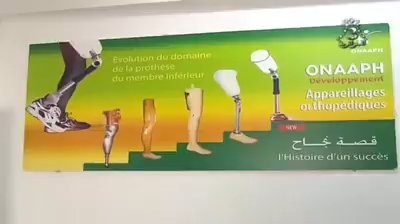 Evolution du domaine
de la prothèse
du membre inférieur
ONAAPH
ONAAPH
Développement
Appareillages
orthopédiques
NEW
قصة نجاح
l'Histoire d'un succès